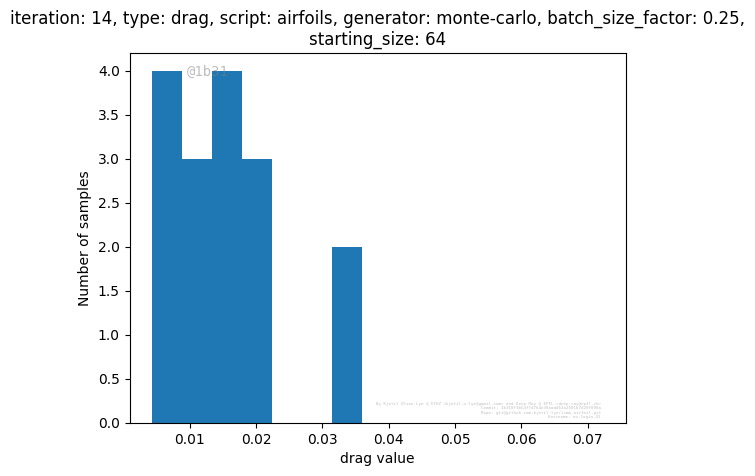 iteration: 14, type: drag, script: airfoils, generator: monte-carlo, batch_size_factor: 0.25,
starting_size: 64
@1b31
4.0
3.5
3.0
2.5
2.0
1.5
1.0
0.5
0.0
Number of samples
0.01 0.02 0.03 0.04 0.05 0.06 0.07
drag value